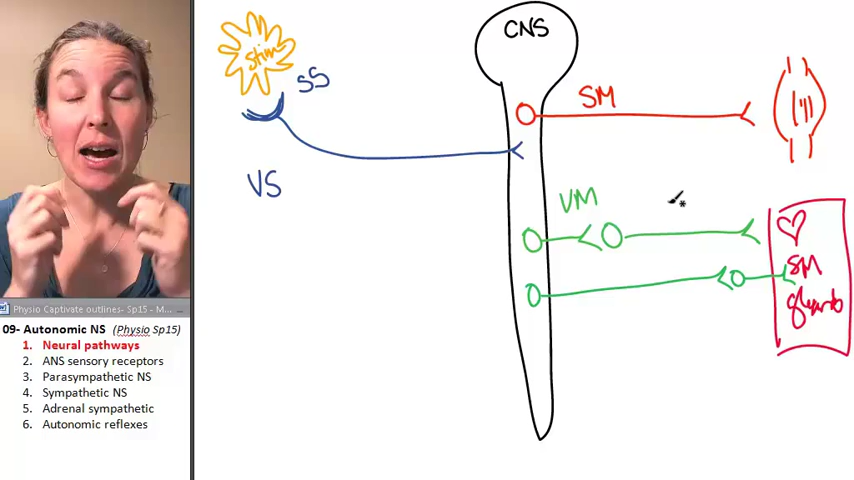 CNS
Stim
SS
SM
VS
VM
SM
glands
Physio Captivate outlines- Sp15 - M...
09- Autonomic NS (Physio Sp15)
1. Neural pathways
2. ANS sensory receptors
3. Parasympathetic NS
4. Sympathetic NS
5. Adrenal sympathetic
6. Autonomic reflexes